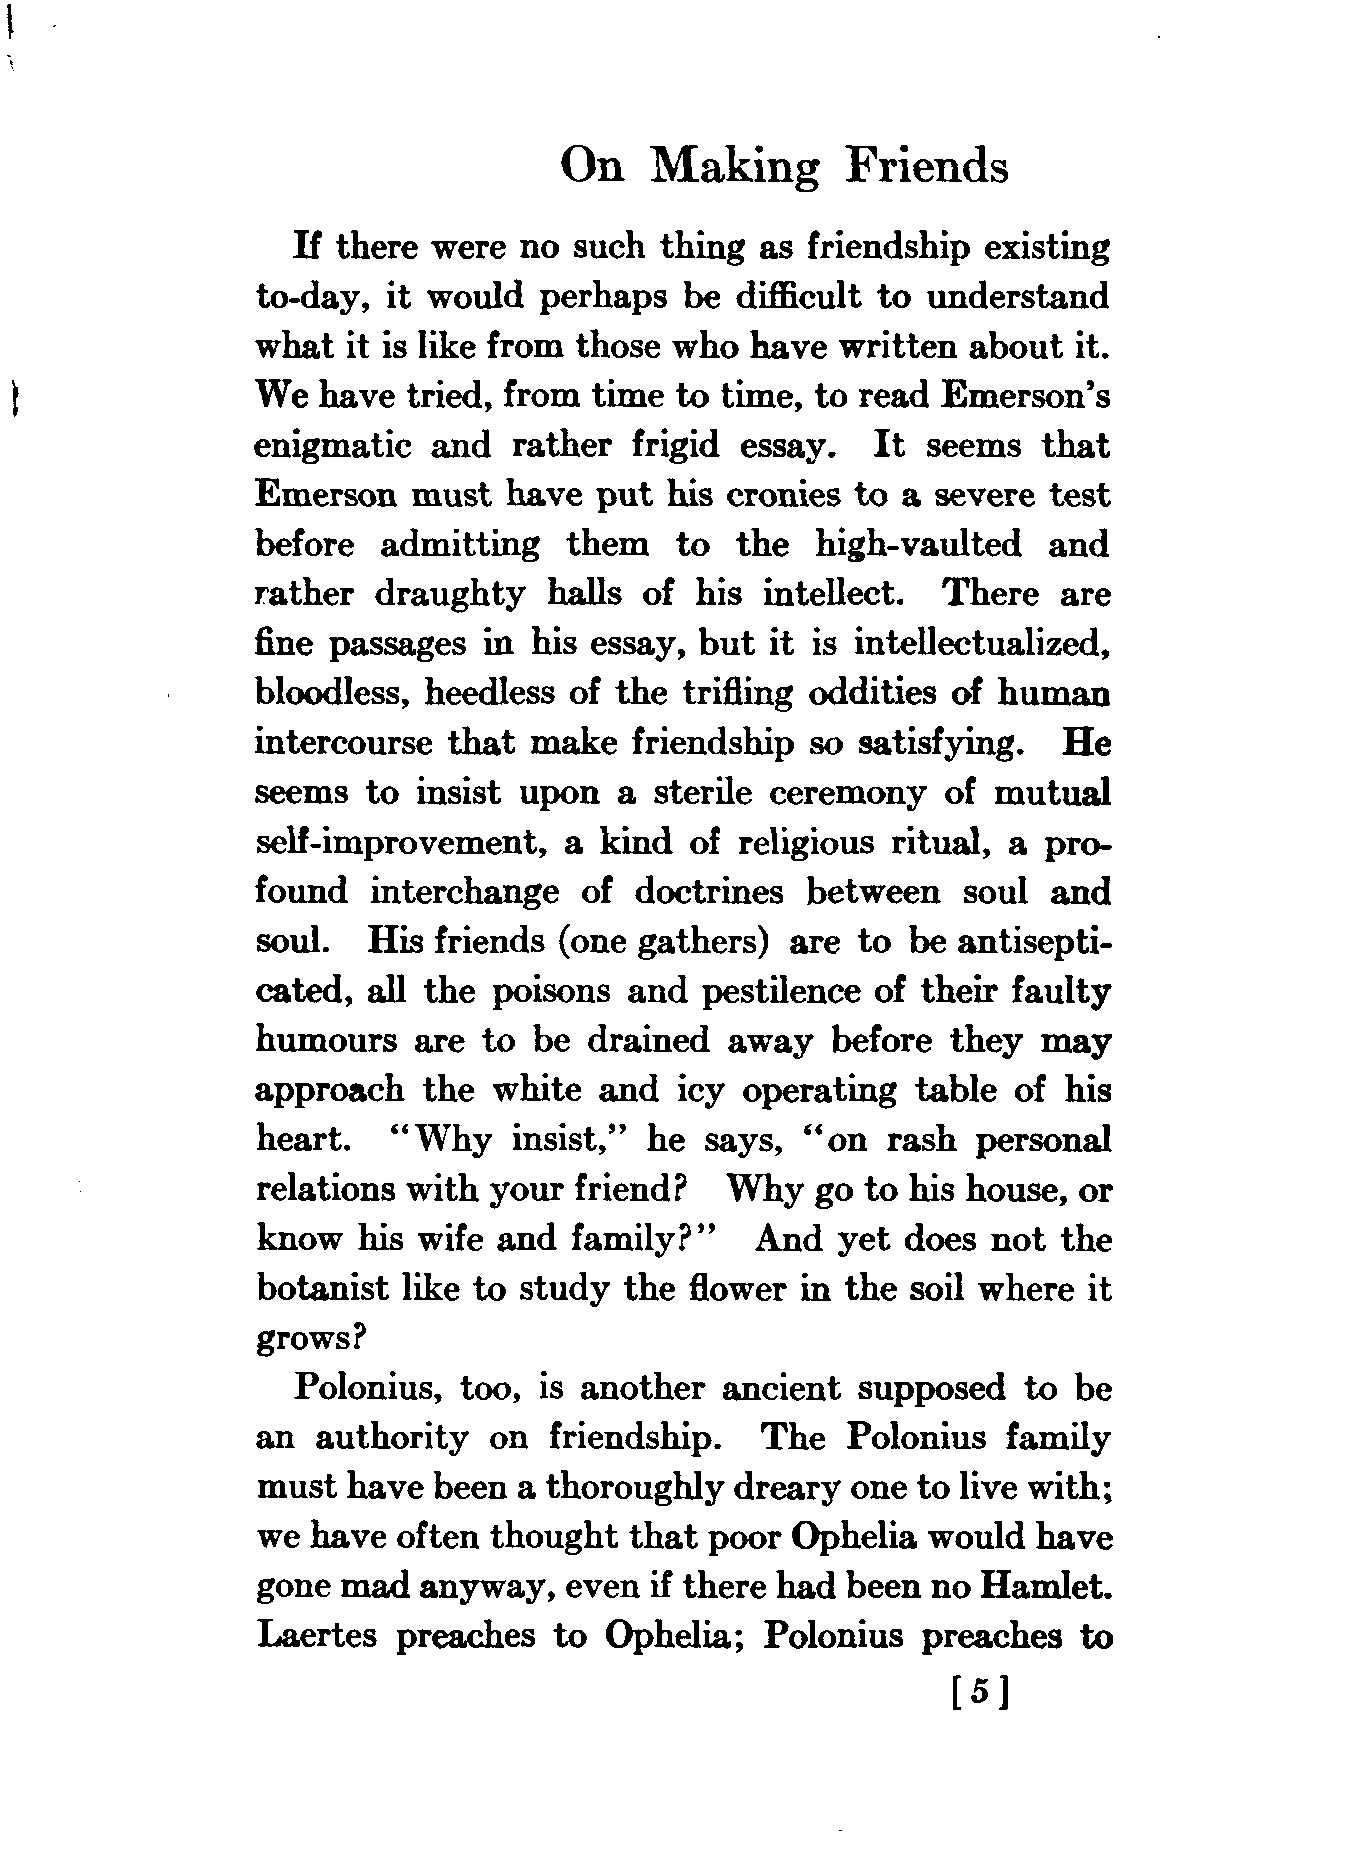 On Making Friends
If there were no such thing as friendship existing
to-day, it would perhaps be difficult to understand
what it is like from those who have written about it.
We have tried, from time to time, to read Emerson's
enigmatic and rather frigid essay. It seems that
Emerson must have put his cronies to a severe test
before admitting them to the high-vaulted and
rather draughty halls of his intellect. There are
fine passages in his essay, but it is intellectualized,
bloodless, heedless of the trifling oddities of human
intercourse that make friendship so satisfying. He
seems to insist upon a sterile ceremony of mutual
self-improvement, a kind of religious ritual, a pro-
found interchange of doctrines between soul and
soul. His friends (one gathers) are to be antisepti-
cated, all the poisons and pestilence of their faulty
humours are to be drained away before they may
approach the white and icy operating table of his
heart. "Why insist," he says, "on rash personal
relations with your friend? Why go to his house, or
know his wife and family?" And yet does not the
botanist like to study the flower in the soil where it
grows?
Polonius, too, is another ancient supposed to be
an authority on friendship. The Polonius family
must have been a thoroughly dreary one to live with;
we have often thought that poor Ophelia would have
gone mad anyway, even if there had been no Hamlet.
Laertes preaches to Ophelia; Polonius preaches to
[5]